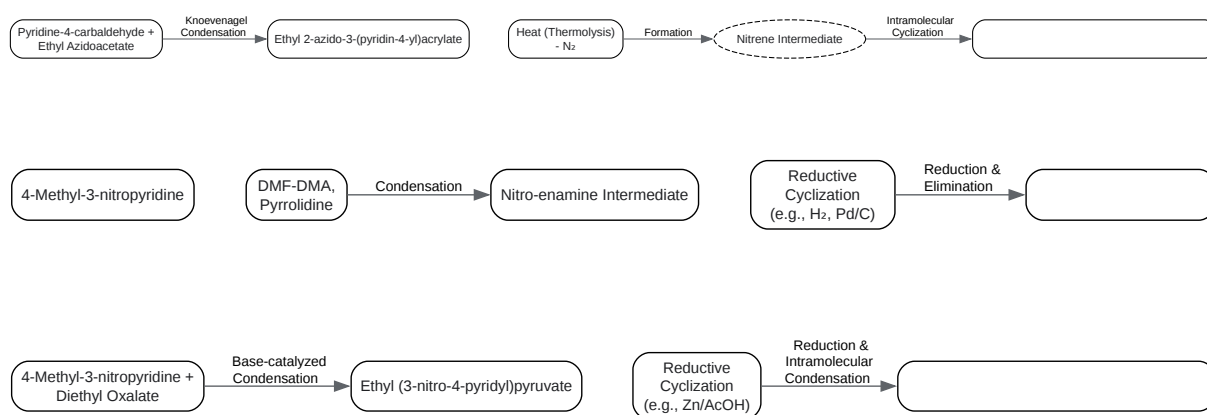 Pyridine-4-carbaldehyde +
Ethyl Azidoacetate
Knoevenagel
Condensation
Ethyl 2-azido-3-(pyridin-4-yl)acrylate
Heat (Thermolysis)
- N₂
Formation
Nitrene Intermediate
Intramolecular
Cyclization
4-Methyl-3-nitropyridine
DMF-DMA,
Pyrrolidine
Condensation
Nitro-enamine Intermediate
Reductive
Cyclization
(e.g., H₂, Pd/C)
Reduction &
Elimination
4-Methyl-3-nitropyridine +
Diethyl Oxalate
Base-catalyzed
Condensation
Ethyl (3-nitro-4-pyridyl)pyruvate
Reductive
Cyclization
(e.g., Zn/AcOH)
Reduction &
Intramolecular
Condensation